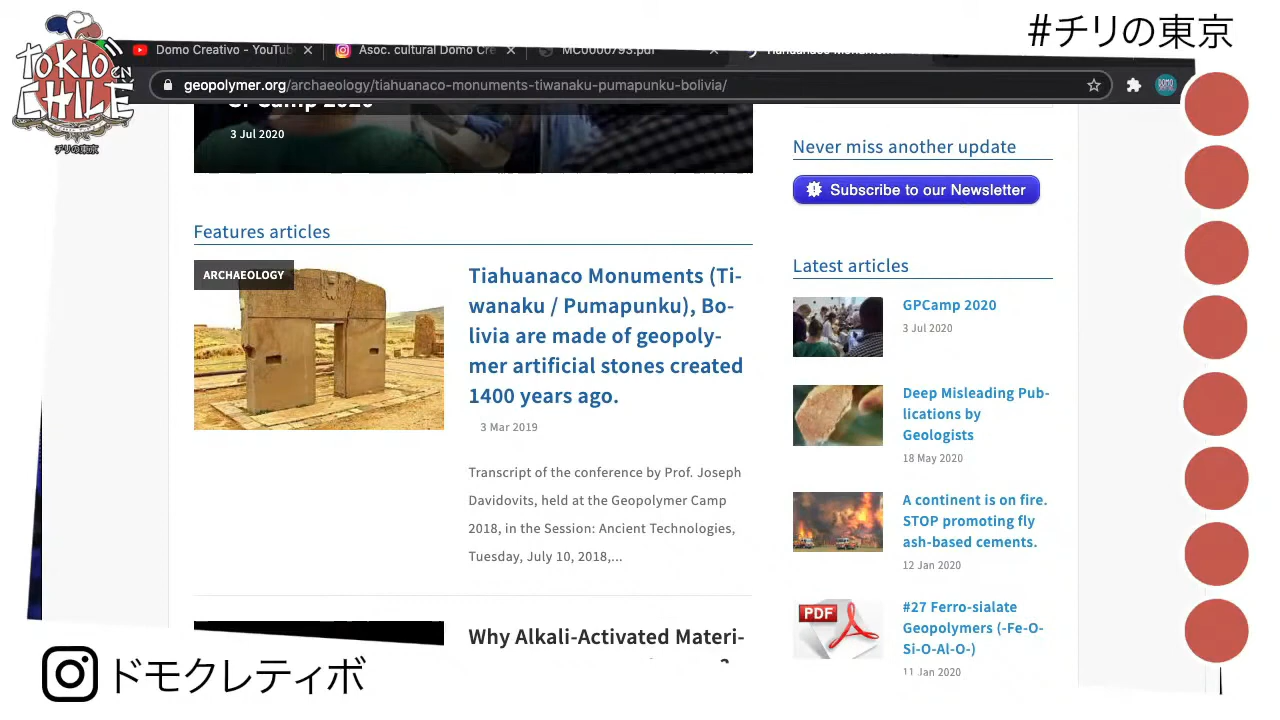 #チリの東京
TOKIO
EN
CHILE
チリの東京
Domo Creativo - YouTub
Asoc. cultural Domo Cre
MC0000793.pdf
geopolymer.org/archaeology/tiahuanaco-monuments-tiwanaku-pumapunku-bolivia/
GPCamp 2020
3 Jul 2020
Features articles
ARCHAEOLOGY
Tiahuanaco Monuments (Ti-
wanaku / Pumapunku), Bo-
livia are made of geopoly-
mer artificial stones created
1400 years ago.
3 Mar 2019
Transcript of the conference by Prof. Joseph
Davidovits, held at the Geopolymer Camp
2018, in the Session: Ancient Technologies,
Tuesday, July 10, 2018,...
Why Alkali-Activated Materi-
Never miss another update
Subscribe to our Newsletter
Latest articles
GPCamp 2020
3 Jul 2020
Deep Misleading Pub-
lications by
Geologists
18 May 2020
A continent is on fire.
STOP promoting fly
ash-based cements.
12 Jan 2020
PDF
#27 Ferro-sialate
Geopolymers (-Fe-O-
Si-O-Al-O-)
11 Jan 2020
ドモクレティボ